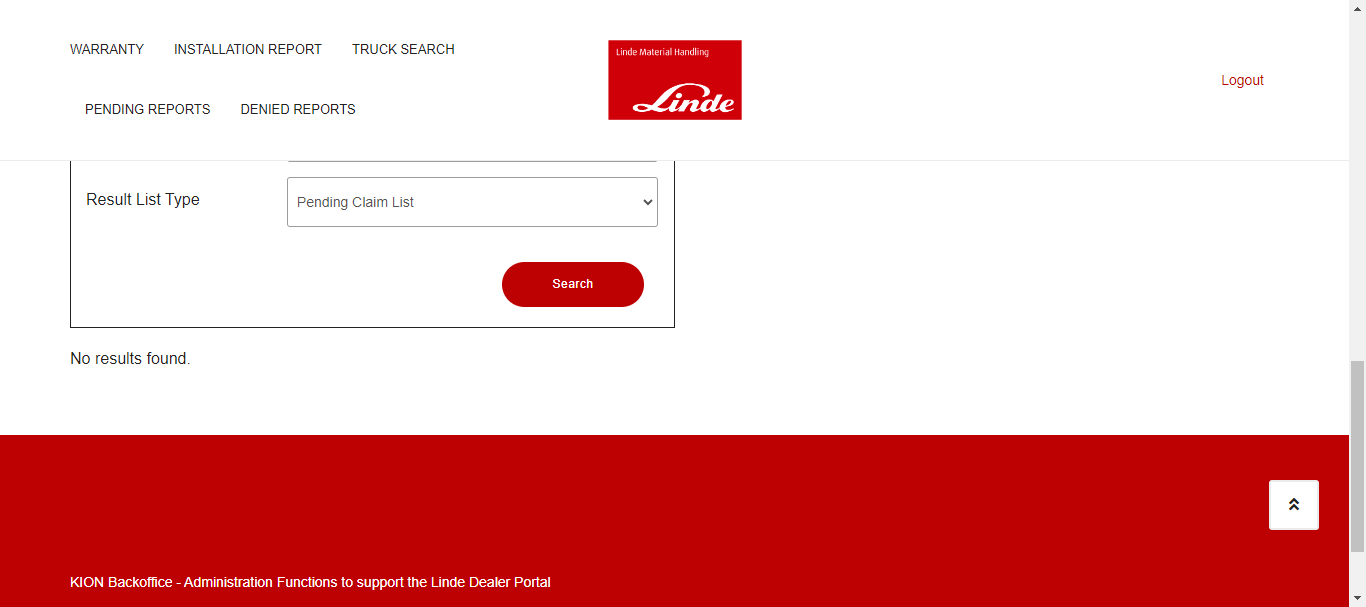 WARRANTY INSTALLATION REPORT TRUCK SEARCH
PENDING REPORTS DENIED REPORTS
Linde Material Handling
Linde
Logout
Result List Type
Pending Claim List
Search
No results found.
KION Backoffice - Administration Functions to support the Linde Dealer Portal